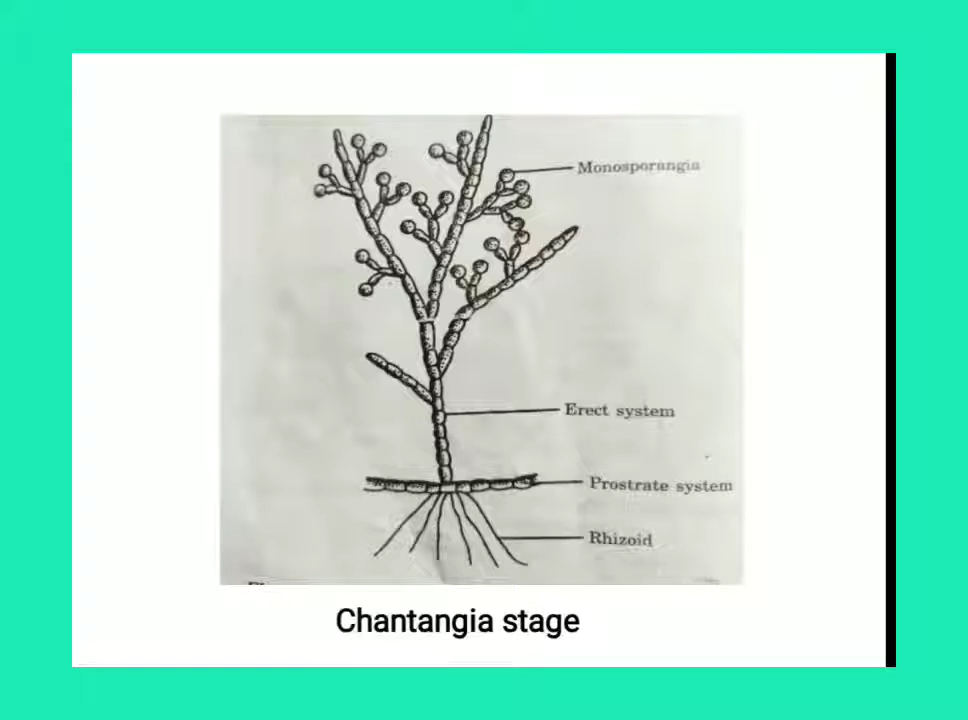 Monosporangia
Erect system
Prostrate system
Rhizoid
Chantangia stage